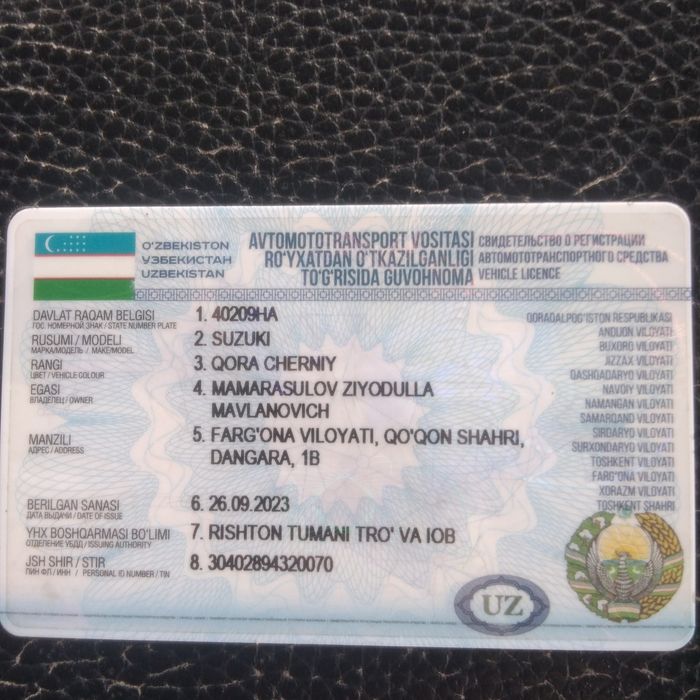 O'ZBEKISTON
УЗБЕКИСТАН
UZBEKISTAN
AVTOMOTOTRANSPORT VOSITASI
RO'YXATDAN O'TKAZILGANLIGI
TO'G'RISIDA GUVOHNOMA
СВИДЕТЕЛЬСТВО О РЕГИСТРАЦИИ
АВТОМОТОТРАНСПОРТНОГО СРЕДСТВА
VEHICLE LICENCE
DAVLAT RAQAM BELGISI
ГОС. НОМЕРНОЙ ЗНАК / STATE NUMBER PLATE
1. 40209HA
RUSUMI / MODELI
МАРКА/МОДЕЛЬ / MAKE/MODEL
2. SUZUKI
RANGI
ЦВЕТ / VEHICLE COLOUR
3. QORA CHERNIY
EGASI
ВЛАДЕЛЕЦ / OWNER
4. MAMARASULOV ZIYODULLA
MAVLANOVICH
MANZILI
АДРЕС / ADDRESS
5. FARG'ONA VILOYATI, QO'QON SHAHRI,
DANGARA, 1B
BERILGAN SANASI
ДАТА ВЫДАЧИ / DATE OF ISSUE
6. 26.09.2023
YHX BOSHQARMASI BO'LIMI
ОТДЕЛЕНИЕ УБДД / ISSUING AUTHORITY
7. RISHTON TUMANI TRO' VA IOB
JSH SHIR / STIR
ПИН ФЛ / ИНН / PERSONAL ID NUMBER / TIN
8. 30402894320070
QORAQALPOG'ISTON RESPUBLIKASI
ANDIJON VILOYATI
BUXORO VILOYATI
JIZZAX VILOYATI
QASHQADARYO VILOYATI
NAVOIY VILOYATI
NAMANGAN VILOYATI
SAMARQAND VILOYATI
SIRDARYO VILOYATI
SURXONDARYO VILOYATI
TOSHKENT VILOYATI
FARG'ONA VILOYATI
XORAZM VILOYATI
TOSHKENT SHAHRI
UZ